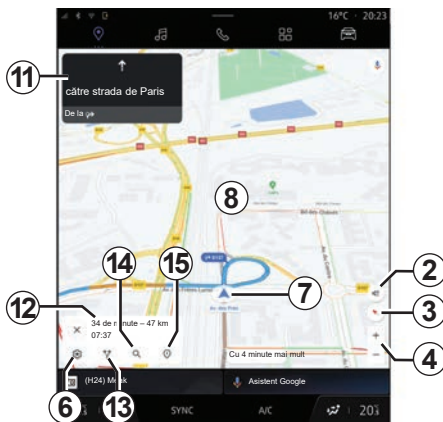 16°C 20:23
11
către strada de Paris
De la
8
14
15
2
7
3
12
34 de minute – 47 km
07:37
4
Cu 4 minute mai mult
6
13
(H24)
Asistent Google
SYNC
A/C
20